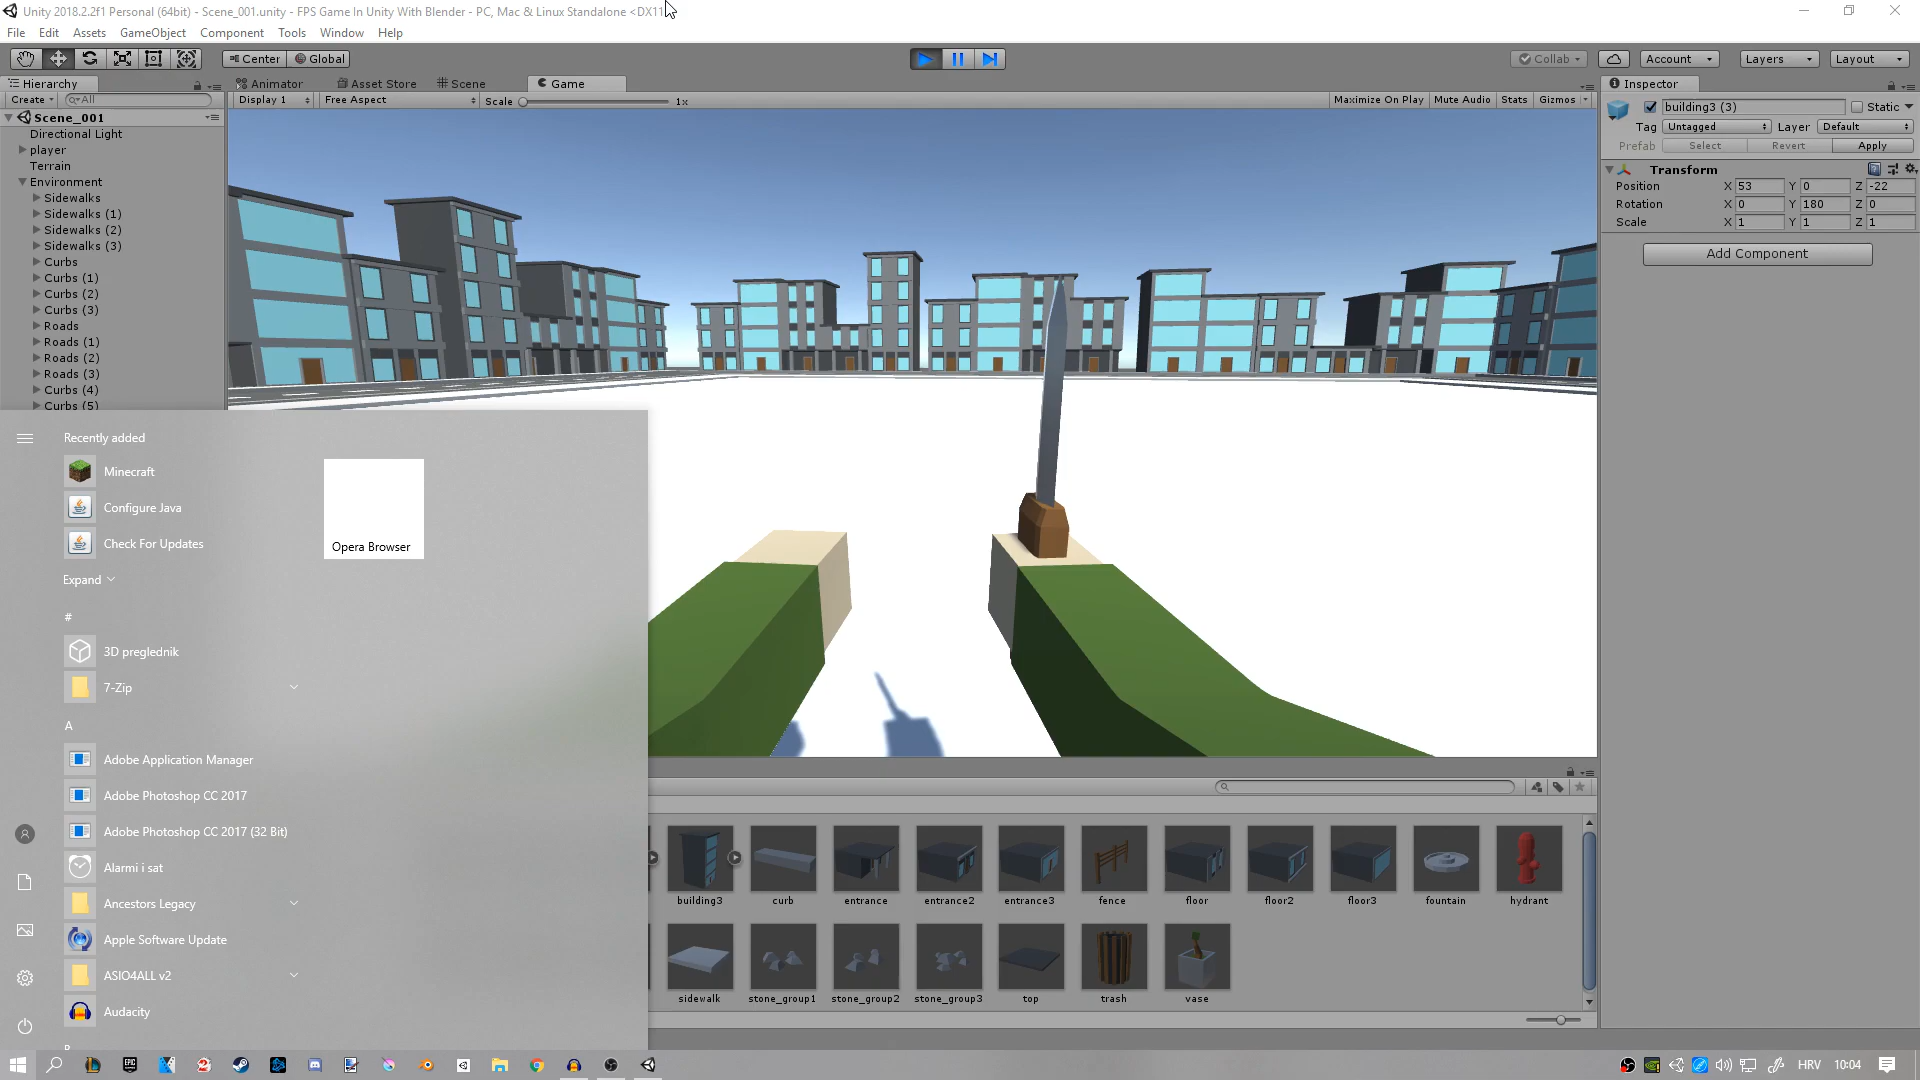 Unity 2018.2.2f1 Personal (64bit) - Scene_001.unity - FPS Game In Unity With Blender - PC, Mac & Linux Standalone <DX11
File Edit Assets GameObject Component Tools Window Help
Center Global Collab Account Layers Layout
Hierarchy Animator Asset Store Scene Game Inspector
Create All Display 1 Free Aspect Scale 1x Maximize On Play Mute Audio Stats Gizmos
building3 (3) Static
Tag Untagged Layer Default
Prefab Select Revert Apply
Transform
Position X 53 Y 0 Z -22
Rotation X 0 Y 180 Z 0
Scale X 1 Y 1 Z 1
Add Component
Scene_001
Directional Light
player
Terrain
Environment
Sidewalks
Sidewalks (1)
Sidewalks (2)
Sidewalks (3)
Curbs
Curbs (1)
Curbs (2)
Curbs (3)
Roads
Roads (1)
Roads (2)
Roads (3)
Curbs (4)
Curbs (5)
Recently added
Minecraft
Configure Java
Check For Updates
Expand
Opera Browser
#
3D preglednik
7-Zip
A
Adobe Application Manager
Adobe Photoshop CC 2017
Adobe Photoshop CC 2017 (32 Bit)
Alarmi i sat
Ancestors Legacy
Apple Software Update
ASIO4ALL v2
Audacity
building3 curb entrance entrance2 entrance3 fence floor floor2 floor3 fountain hydrant
sidewalk stone_group1 stone_group2 stone_group3 top trash vase
HRV 10:04